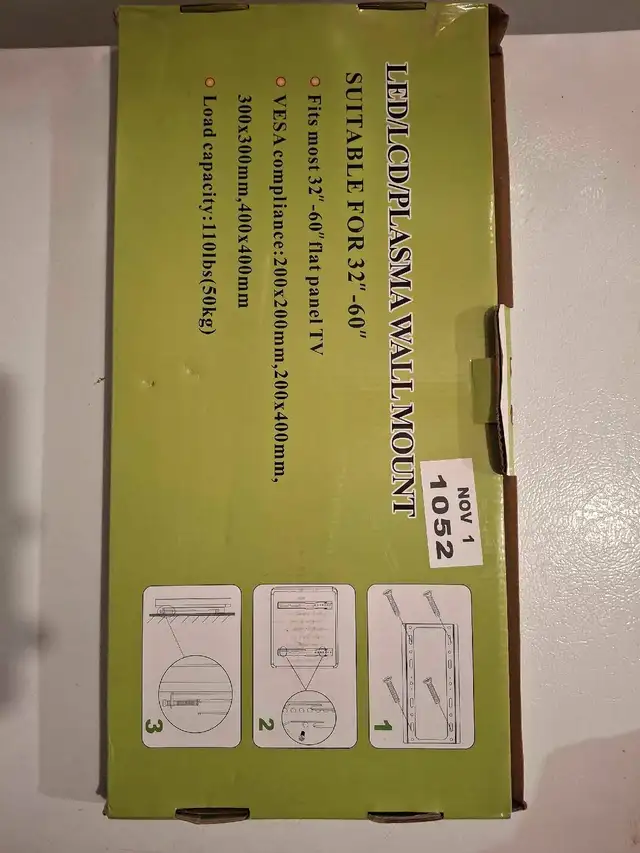 LED/LCD/PLASMA WALL MOUNT
SUITABLE FOR 32"-60"
Fits most 32"-60" flat panel TV
VESA compliance:200x200mm,200x400mm,
300x300mm,400x400mm
Load capacity:110lbs(50kg)
NOV 1
1052
1
2
3